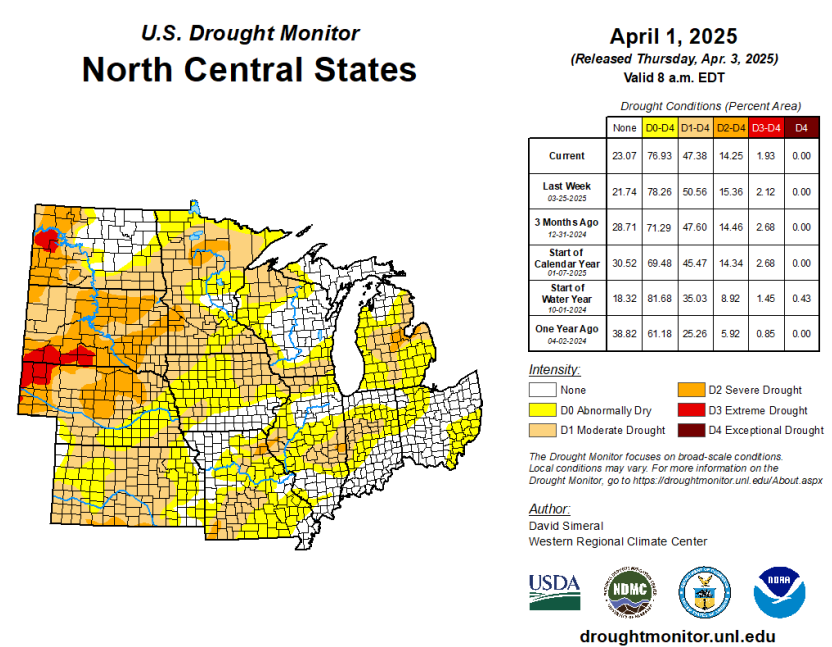 U.S. Drought Monitor
North Central States
April 1, 2025
(Released Thursday, Apr. 3, 2025)
Valid 8 a.m. EDT
Drought Conditions (Percent Area)
None D0-D4 D1-D4 D2-D4 D3-D4 D4
Current 23.07 76.93 47.38 14.25 1.93 0.00
Last Week
03-25-2025 21.74 78.26 50.56 15.36 2.12 0.00
3 Months Ago
12-31-2024 28.71 71.29 47.60 14.46 2.68 0.00
Start of
Calendar Year
01-07-2025 30.52 69.48 45.47 14.34 2.68 0.00
Start of
Water Year
10-01-2024 18.32 81.68 35.03 8.92 1.45 0.43
One Year Ago
04-02-2024 38.82 61.18 25.26 5.92 0.85 0.00
Intensity:
None
D0 Abnormally Dry
D1 Moderate Drought
D2 Severe Drought
D3 Extreme Drought
D4 Exceptional Drought
The Drought Monitor focuses on broad-scale conditions.
Local conditions may vary. For more information on the
Drought Monitor, go to https://droughtmonitor.unl.edu/About.aspx
Author:
David Simeral
Western Regional Climate Center
USDA
NDMC
NOAA
droughtmonitor.unl.edu